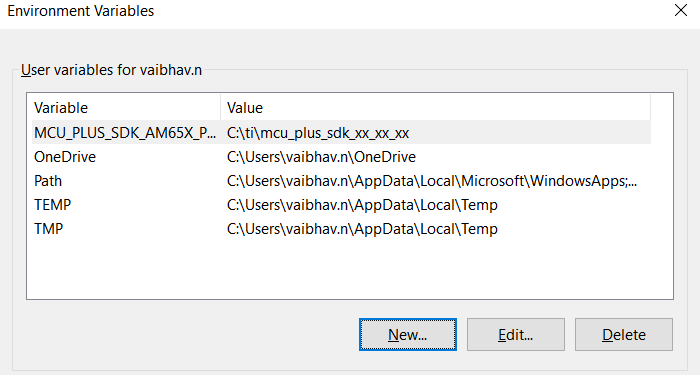 Environment Variables
User variables for vaibhav.n
Variable Value
MCU_PLUS_SDK_AM65X_P... C:\ti\mcu_plus_sdk_xx_xx_xx
OneDrive C:\Users\vaibhav.n\OneDrive
Path C:\Users\vaibhav.n\AppData\Local\Microsoft\WindowsApps;...
TEMP C:\Users\vaibhav.n\AppData\Local\Temp
TMP C:\Users\vaibhav.n\AppData\Local\Temp
New... Edit... Delete